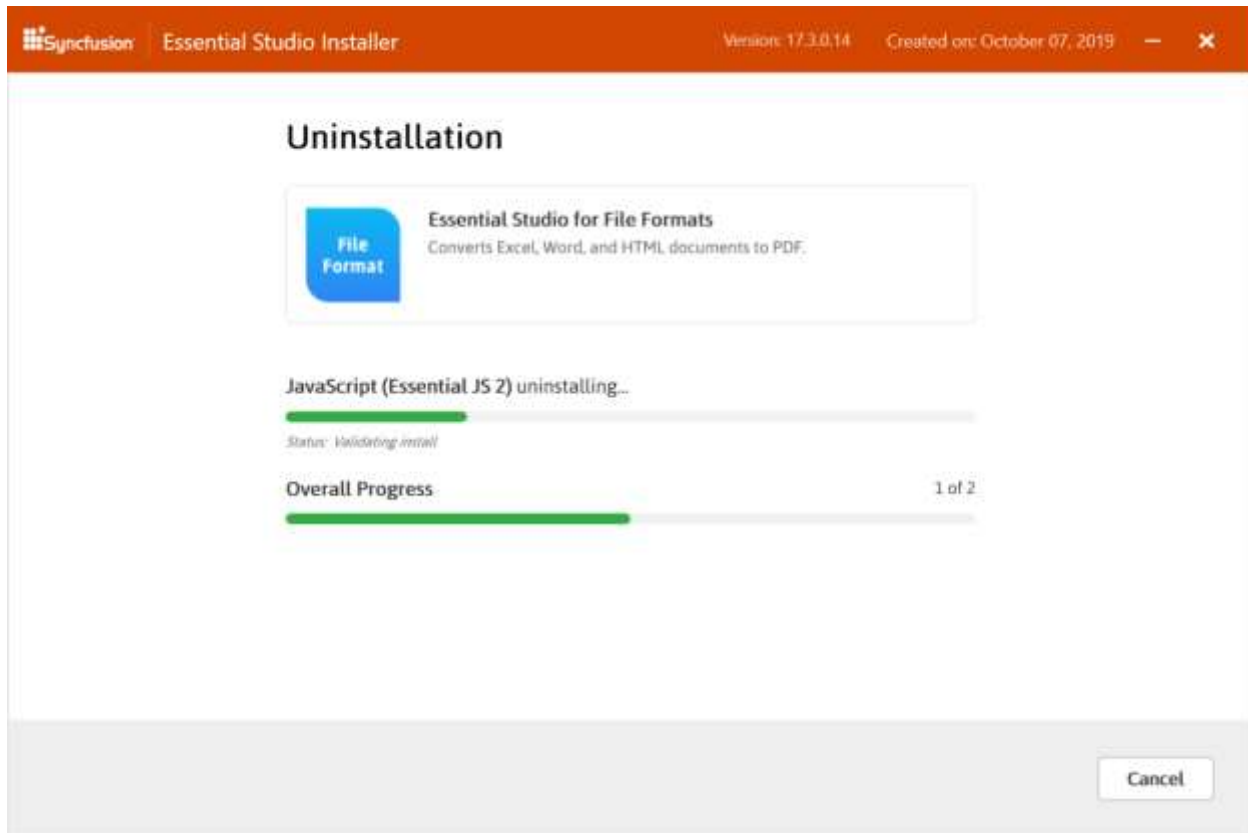 Syncfusion
Essential Studio Installer
Version: 17.3.0.14
Created on: October 07, 2019
Uninstallation
File
Format
Essential Studio for File Formats
Converts Excel, Word, and HTML documents to PDF.
JavaScript (Essential JS 2) uninstalling...
Status: Validating install
Overall Progress
1 of 2
Cancel